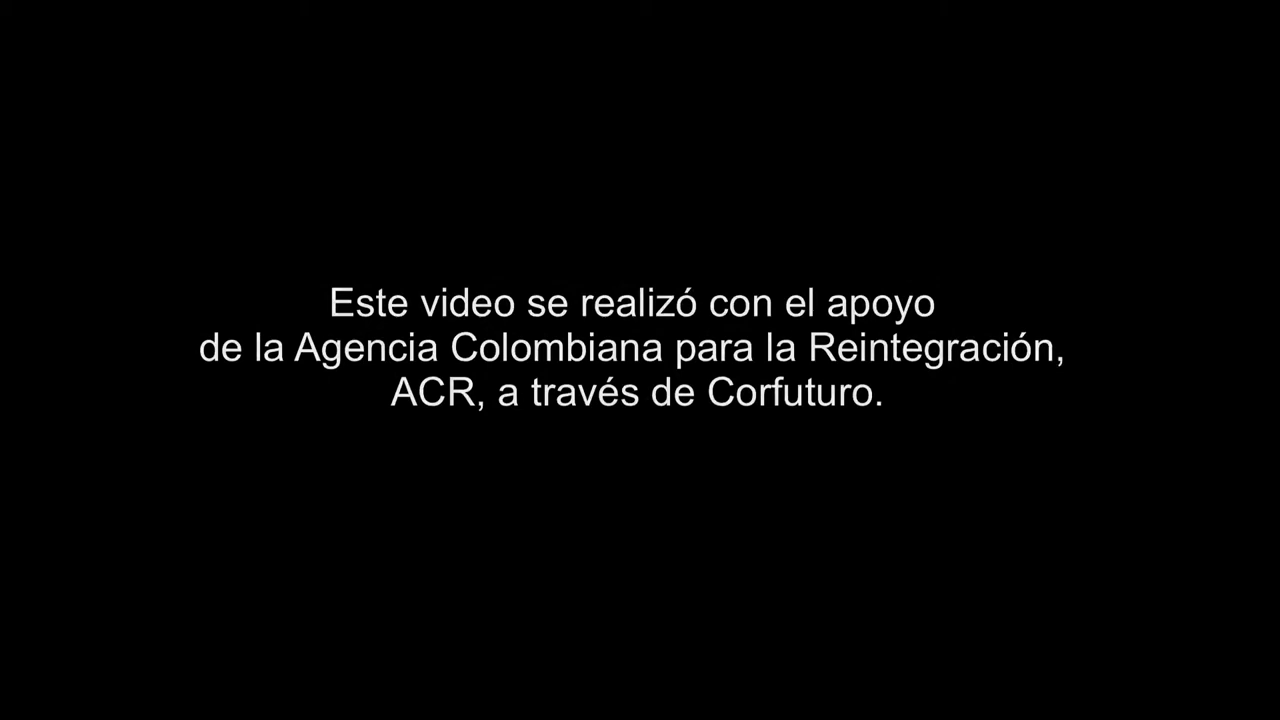 Este video se realizó con el apoyo
de la Agencia Colombiana para la Reintegración,
ACR, a través de Corfuturo.